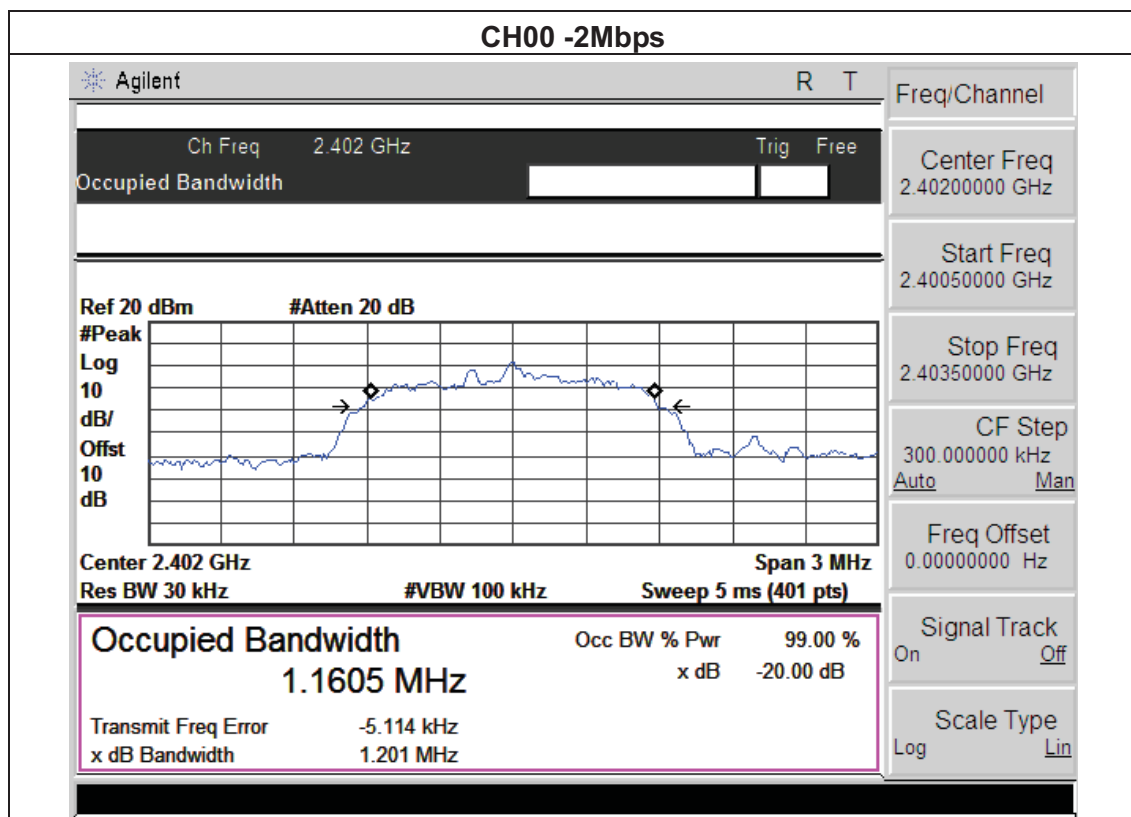 CH00 -2Mbps
Agilent R T
Freq/Channel
Ch Freq 2.402 GHz Trig Free
Occupied Bandwidth
Center Freq
2.40200000 GHz
Start Freq
2.40050000 GHz
Stop Freq
2.40350000 GHz
CF Step
300.000000 kHz
Auto Man
Freq Offset
0.00000000 Hz
Signal Track
On Off
Scale Type
Log Lin
Ref 20 dBm #Atten 20 dB
#Peak
Log
10
dB/
Offst
10
dB
Center 2.402 GHz Span 3 MHz
Res BW 30 kHz #VBW 100 kHz Sweep 5 ms (401 pts)
Occupied Bandwidth Occ BW % Pwr 99.00 %
1.1605 MHz x dB -20.00 dB
Transmit Freq Error -5.114 kHz
x dB Bandwidth 1.201 MHz